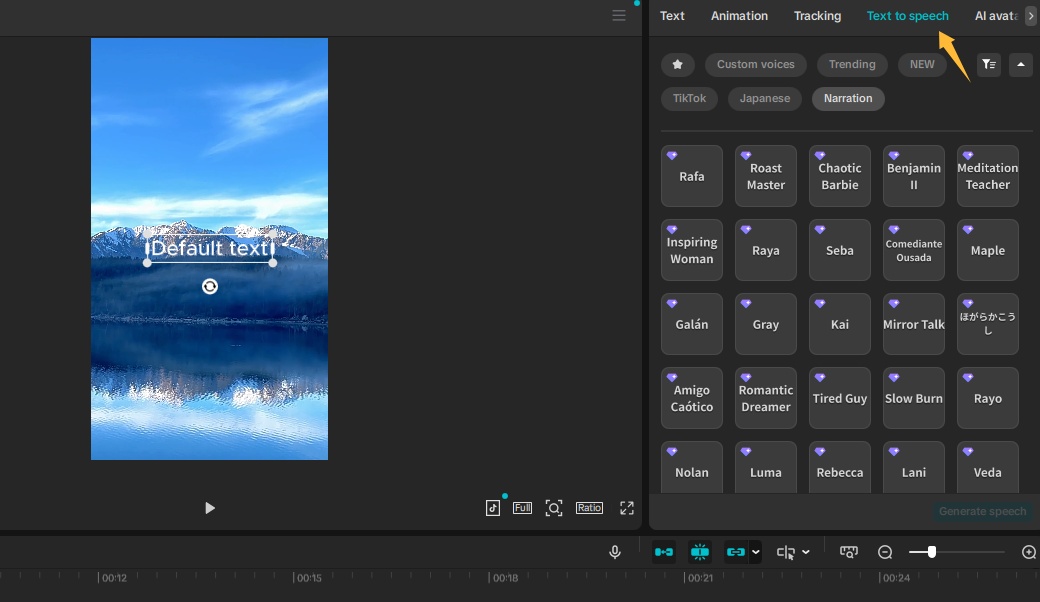 Text Animation Tracking Text to speech AI avata
Custom voices Trending NEW
TikTok Japanese Narration
Rafa
Roast
Master
Chaotic
Barbie
Benjamin
II
Meditation
Teacher
Inspiring
Woman
Raya
Seba
Comediante
Ousada
Maple
Galán
Gray
Kai
Mirror Talk
ほがらかこう
し
Amigo
Caótico
Romantic
Dreamer
Tired Guy
Slow Burn
Rayo
Nolan
Luma
Rebecca
Lani
Veda
Default text
Full
Ratio
Generate speech
00:12 00:15 00:18 00:21 00:24